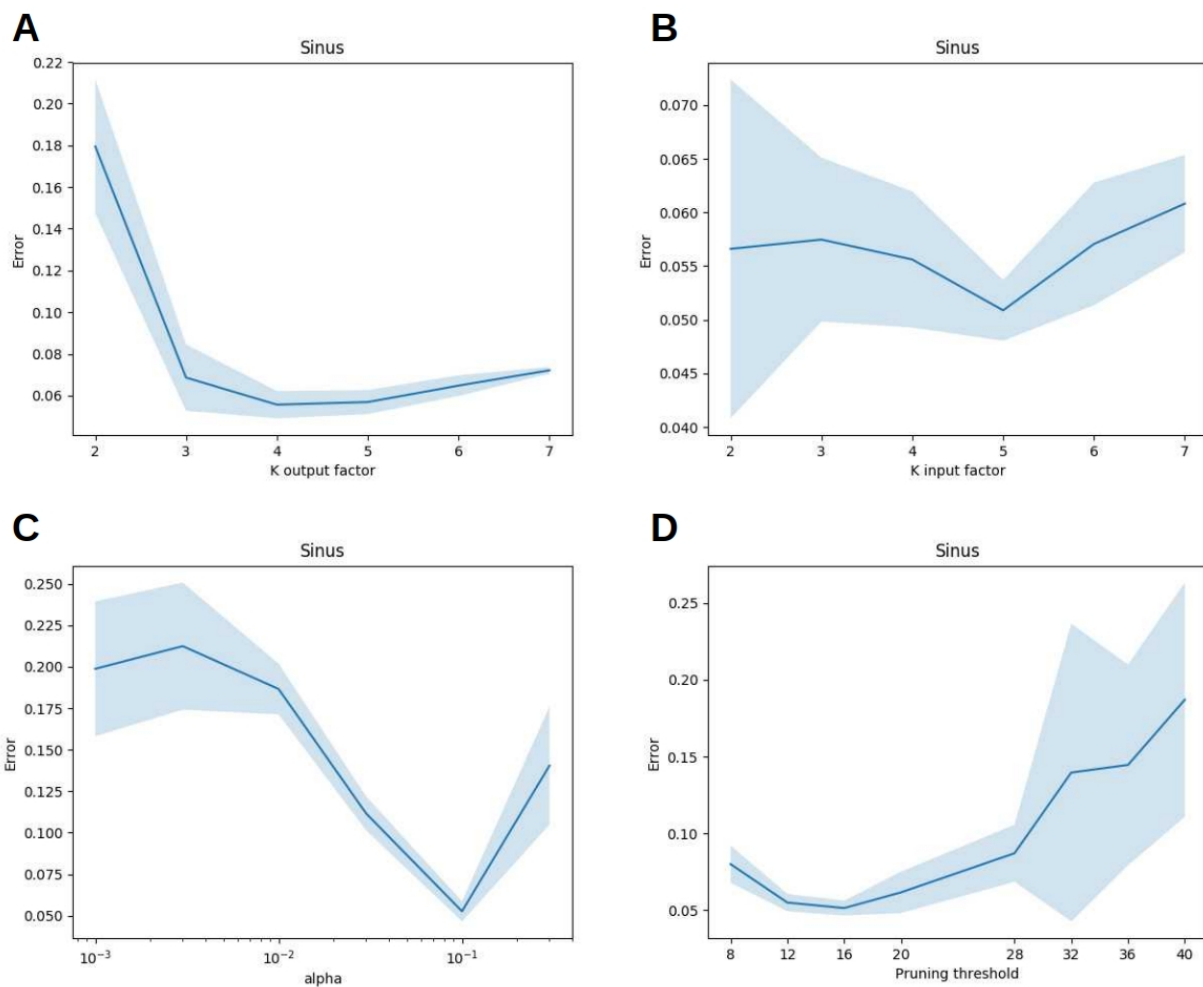 A
Sinus
0.22
0.20
0.18
0.16
0.14
0.12
0.10
0.08
0.06
Error
2 3 4 5 6 7
K output factor
B
Sinus
0.070
0.065
0.060
0.055
0.050
0.045
0.040
Error
2 3 4 5 6 7
K input factor
C
Sinus
0.250
0.225
0.200
0.175
0.150
0.125
0.100
0.075
0.050
Error
10⁻³ 10⁻² 10⁻¹
alpha
D
Sinus
0.25
0.20
0.15
0.10
0.05
Error
8 12 16 20 28 32 36 40
Pruning threshold